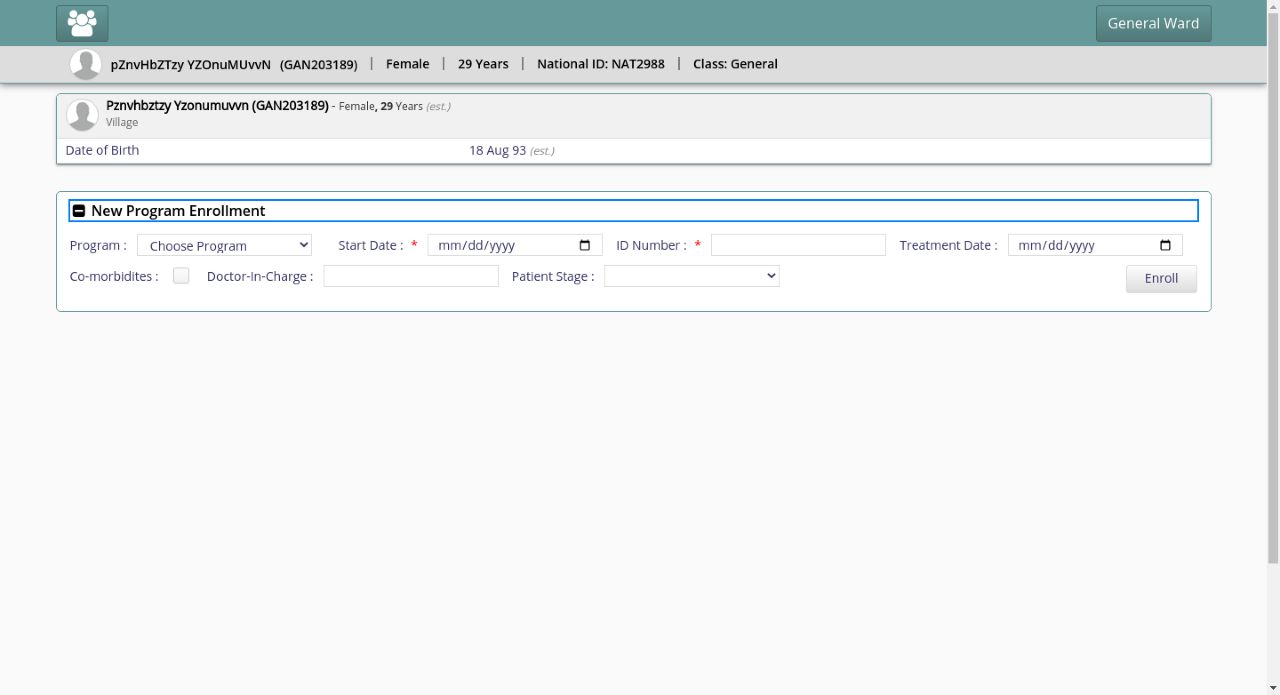 General Ward
pZnvHbZTzy YZOnuMUvvN (GAN203189) | Female | 29 Years | National ID: NAT2988 | Class: General
Pznvhbztzy Yzonumuvvn (GAN203189) - Female, 29 Years (est.)
Village
Date of Birth 18 Aug 93 (est.)
New Program Enrollment
Program : Choose Program Start Date : * mm/dd/yyyy ID Number : * Treatment Date : mm/dd/yyyy
Co-morbidites : Doctor-In-Charge : Patient Stage : Enroll